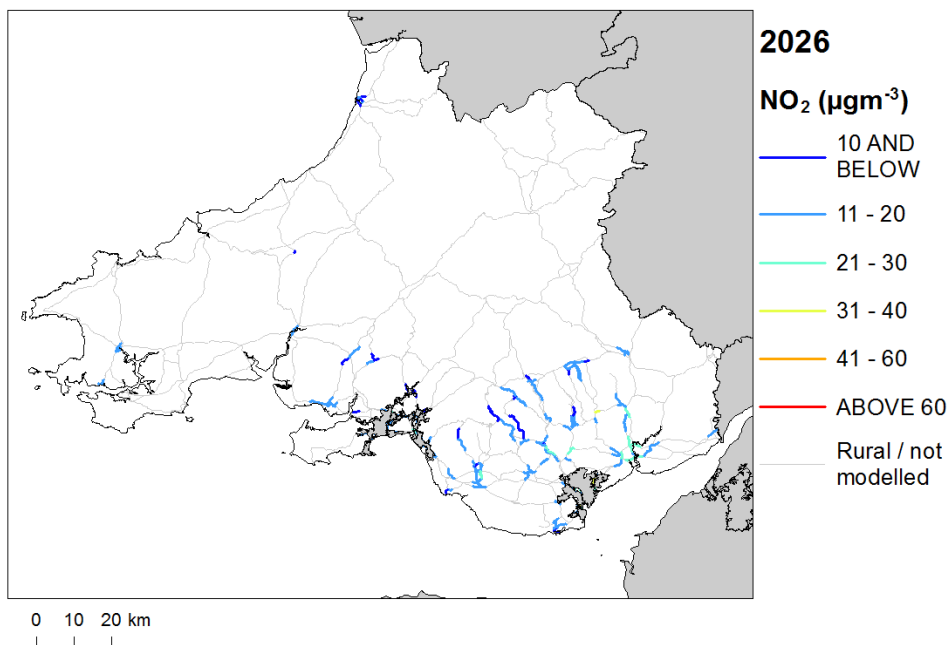 2026
NO₂ (µgm⁻³)
10 AND
BELOW
11 - 20
21 - 30
31 - 40
41 - 60
ABOVE 60
Rural / not
modelled
0 10 20 km